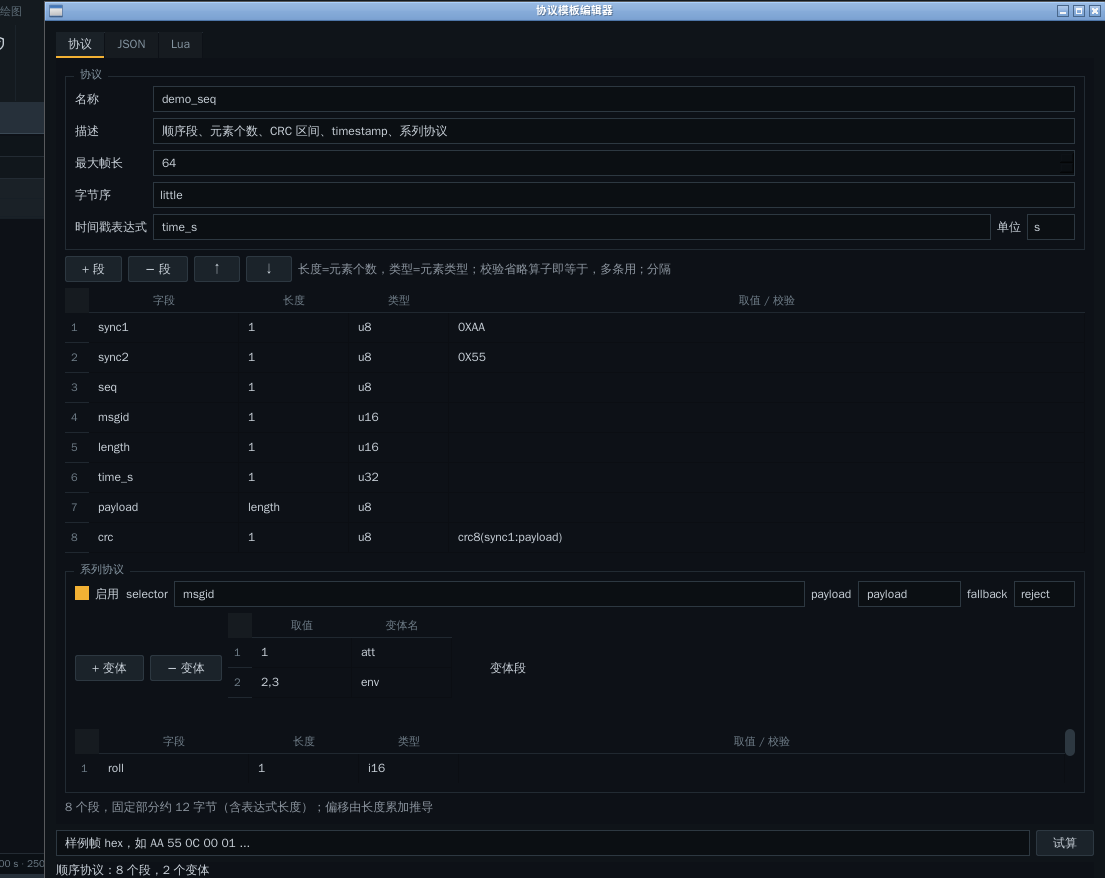 绘图
协议模板编辑器
协议 JSON Lua
协议
名称 demo_seq
描述 顺序段、元素个数、CRC 区间、timestamp、系列协议
最大帧长 64
字节序 little
时间戳表达式 time_s 单位 s
+ 段 − 段 ↑ ↓ 长度=元素个数，类型=元素类型；校验省略算子即等于，多条用 ; 分隔
字段 长度 类型 取值 / 校验
1 sync1 1 u8 0XAA
2 sync2 1 u8 0X55
3 seq 1 u8
4 msgid 1 u16
5 length 1 u16
6 time_s 1 u32
7 payload length u8
8 crc 1 u8 crc8(sync1:payload)
系列协议
启用 selector msgid payload payload fallback reject
取值 变体名
1 1 att
+ 变体 − 变体 变体段
2 2,3 env
字段 长度 类型 取值 / 校验
1 roll 1 i16
8 个段，固定部分约 12 字节（含表达式长度）；偏移由长度累加推导
样例帧 hex，如 AA 55 0C 00 01 ... 试算
00 s · 250
顺序协议：8 个段，2 个变体